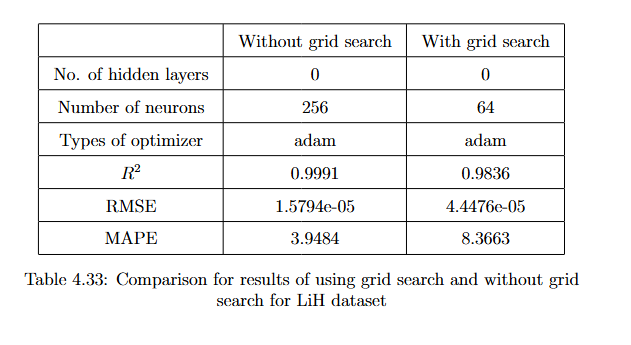 Without grid search With grid search
No. of hidden layers 0 0
Number of neurons 256 64
Types of optimizer adam adam
R² 0.9991 0.9836
RMSE 1.5794e-05 4.4476e-05
MAPE 3.9484 8.3663
Table 4.33: Comparison for results of using grid search and without grid
search for LiH dataset